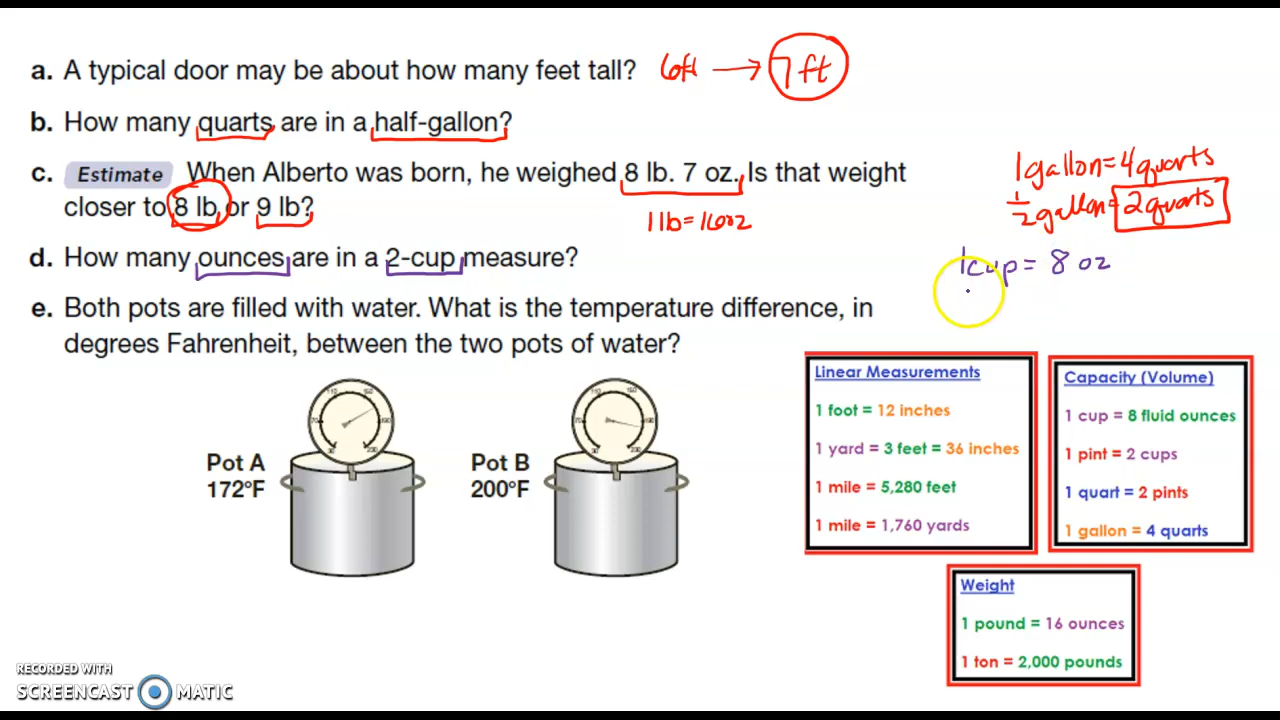 a. A typical door may be about how many feet tall? 6ft → 7 ft
b. How many quarts are in a half-gallon?
c. Estimate When Alberto was born, he weighed 8 lb. 7 oz. Is that weight
closer to 8 lb or 9 lb?
1 lb = 16oz
1 gallon = 4 quarts
1/2 gallon = 2 quarts
d. How many ounces are in a 2-cup measure?
1cup = 8 oz
e. Both pots are filled with water. What is the temperature difference, in
degrees Fahrenheit, between the two pots of water?
Pot A
172°F
Pot B
200°F
Linear Measurements
1 foot = 12 inches
1 yard = 3 feet = 36 inches
1 mile = 5,280 feet
1 mile = 1,760 yards
Capacity (Volume)
1 cup = 8 fluid ounces
1 pint = 2 cups
1 quart = 2 pints
1 gallon = 4 quarts
Weight
1 pound = 16 ounces
1 ton = 2,000 pounds
RECORDED WITH
SCREENCAST MATIC